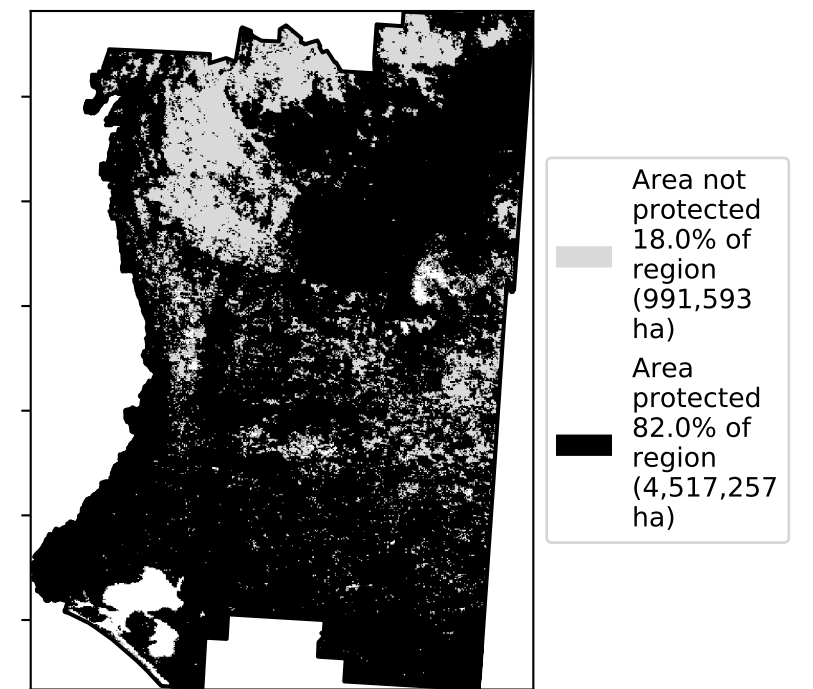 Area not
protected
18.0% of
region
(991,593
ha)
Area
protected
82.0% of
region
(4,517,257
ha)